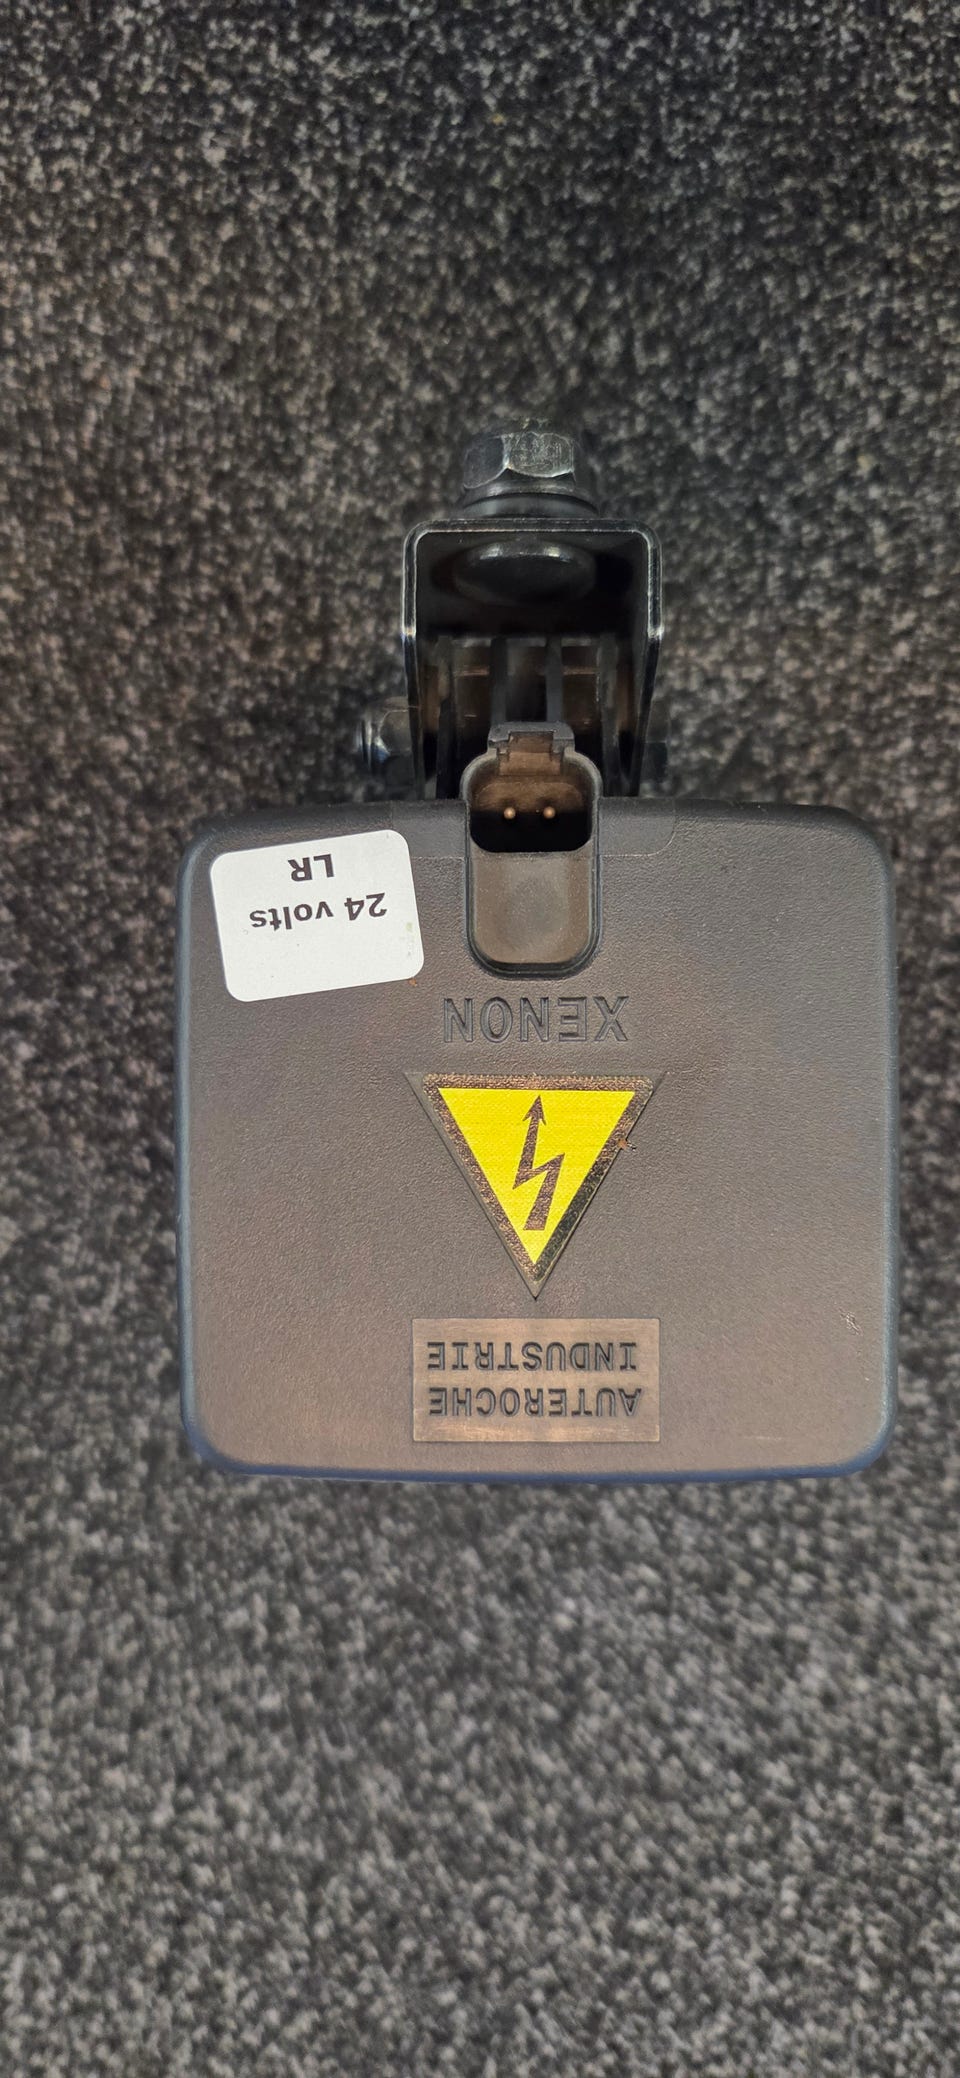 AUTEROCHE
INDUSTRIE
XENON
24 volts
LR